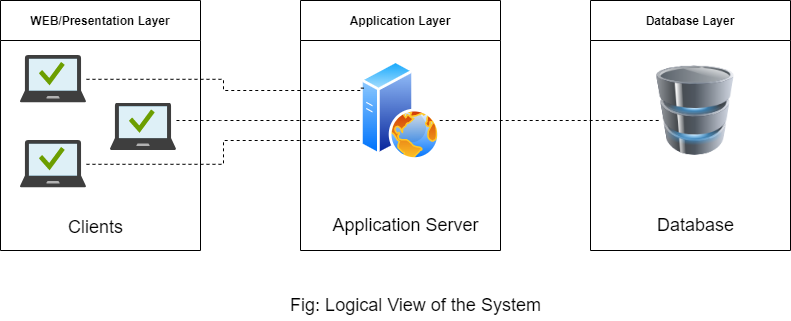 WEB/Presentation Layer
Application Layer
Database Layer
Clients
Application Server
Database
Fig: Logical View of the System